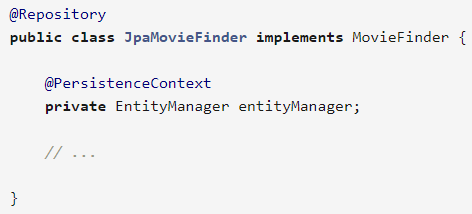 @Repository
public class JpaMovieFinder implements MovieFinder {
@PersistenceContext
private EntityManager entityManager;
// ...
}